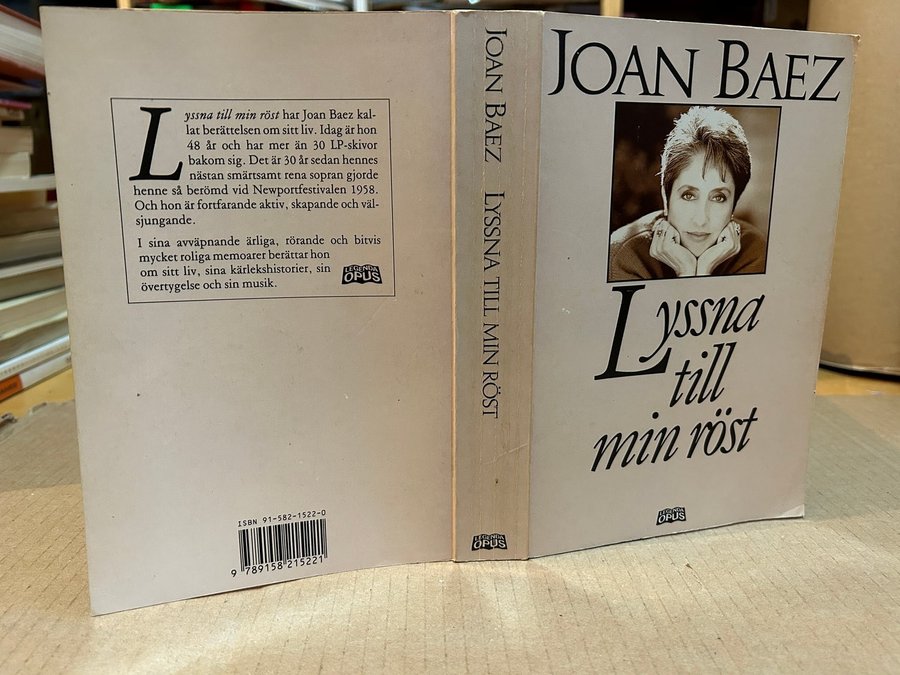 Lyssna till min röst har Joan Baez kal-
lat berättelsen om sitt liv. Idag är hon
48 år och har mer än 30 LP-skivor
bakom sig. Det är 30 år sedan hennes
nästan smärtsamt rena sopran gjorde
henne så berömd vid Newportfestivalen 1958.
Och hon är fortfarande aktiv, skapande och väl-
sjungande.
I sina avväpnande ärliga, rörande och bitvis
mycket roliga memoarer berättar hon
om sitt liv, sina kärlekshistorier, sin
övertygelse och sin musik.
LEGENDA
OPUS
ISBN 91-582-1522-0
9 789158 215221
JOAN BAEZ LYSSNA TILL MIN RÖST
LEGENDA
OPUS
JOAN BAEZ
Lyssna
till
min röst
LEGENDA
OPUS